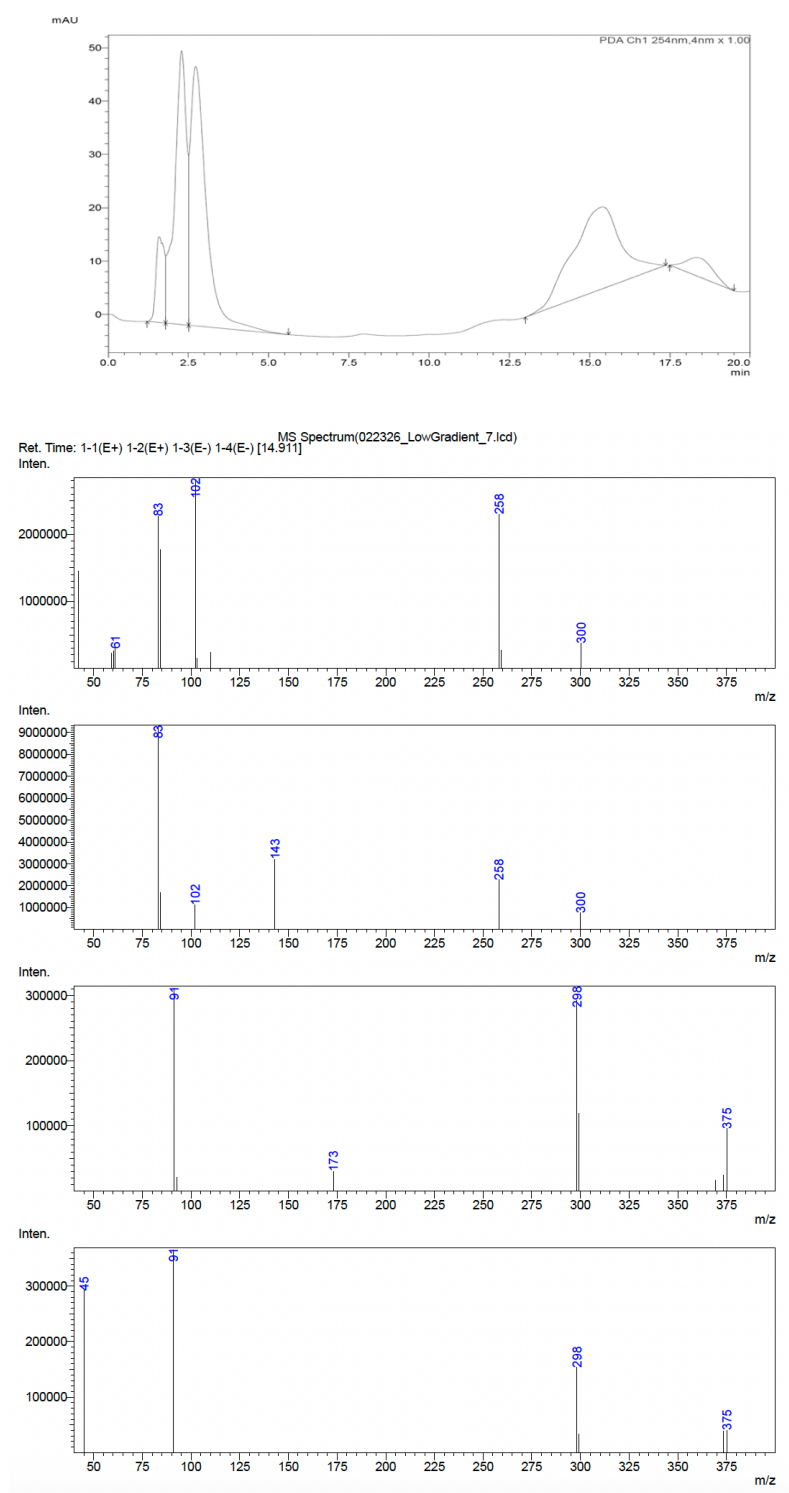 mAU
PDA Ch1 254nm,4nm x 1.00
50
40
30
20
10
0
0.0 2.5 5.0 7.5 10.0 12.5 15.0 17.5 20.0
min
MS Spectrum(022326_LowGradient_7.lcd)
Ret. Time: 1-1(E+) 1-2(E+) 1-3(E-) 1-4(E-) [14.911]
Inten.
2000000
1000000
61 83 102 258 300
50 75 100 125 150 175 200 225 250 275 300 325 350 375
m/z
Inten.
9000000
8000000
7000000
6000000
5000000
4000000
3000000
2000000
1000000
83 102 143 258 300
50 75 100 125 150 175 200 225 250 275 300 325 350 375
m/z
Inten.
300000
200000
100000
91 173 298 375
50 75 100 125 150 175 200 225 250 275 300 325 350 375
m/z
Inten.
300000
200000
100000
45 91 298 375
50 75 100 125 150 175 200 225 250 275 300 325 350 375
m/z